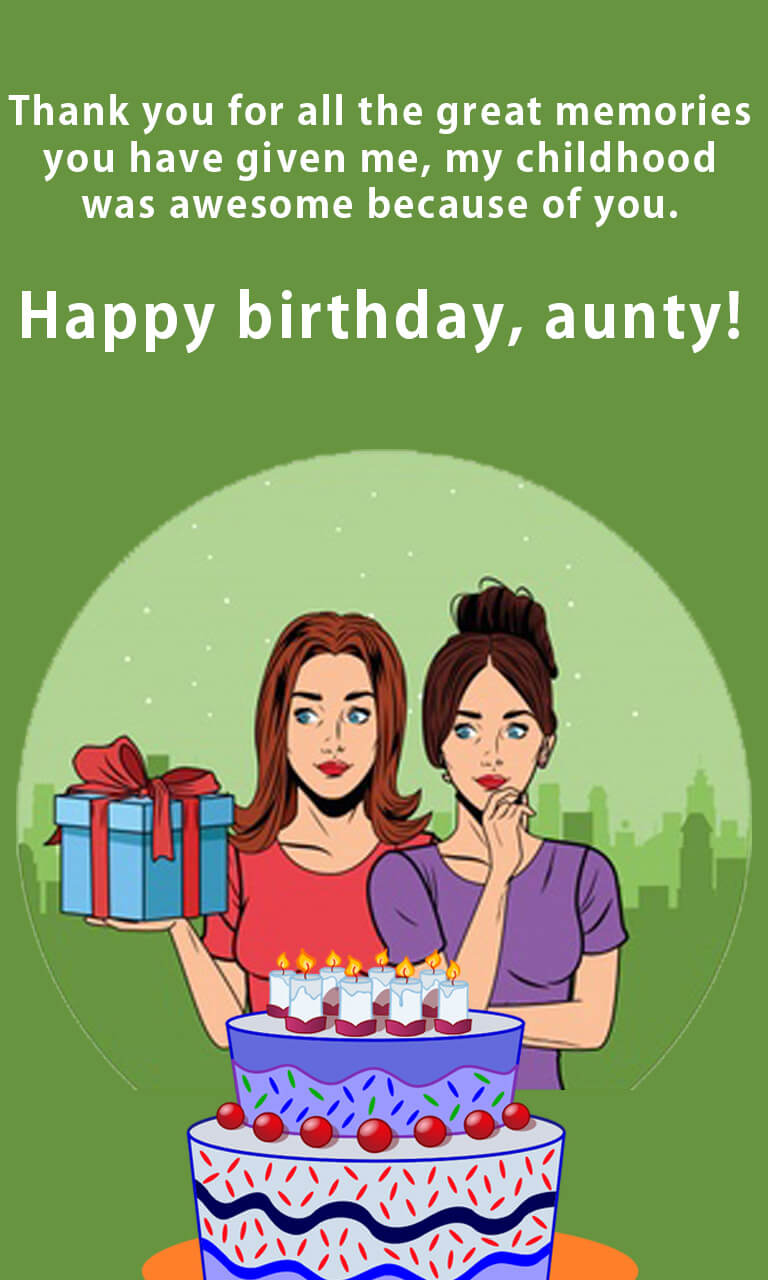 Thank you for all the great memories
you have given me, my childhood
was awesome because of you.
Happy birthday, aunty!